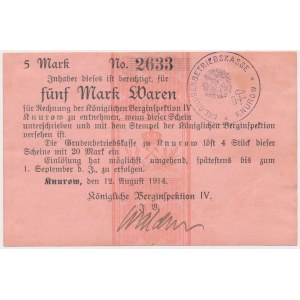 5 Mark No. 2633
Inhaber dieses ist berechtigt, für
fünf Mark Waren
für Rechnung der Königlichen Berginspektion IV
Knurow zu entnehmen, wenn dieser Schein
unterschrieben und mit dem Stempel der Königlichen Berginspektion
versehen ist.
Die Grubenbetriebskasse zu Knurow löst 4 Stück dieser
Scheine mit 20 Mark ein.
Einlösung hat möglichst umgehend, spätestens bis zum
1. September d. J. zu erfolgen.
Knurow, den 12. August 1914.
Königliche Berginspektion IV.
KNUROW